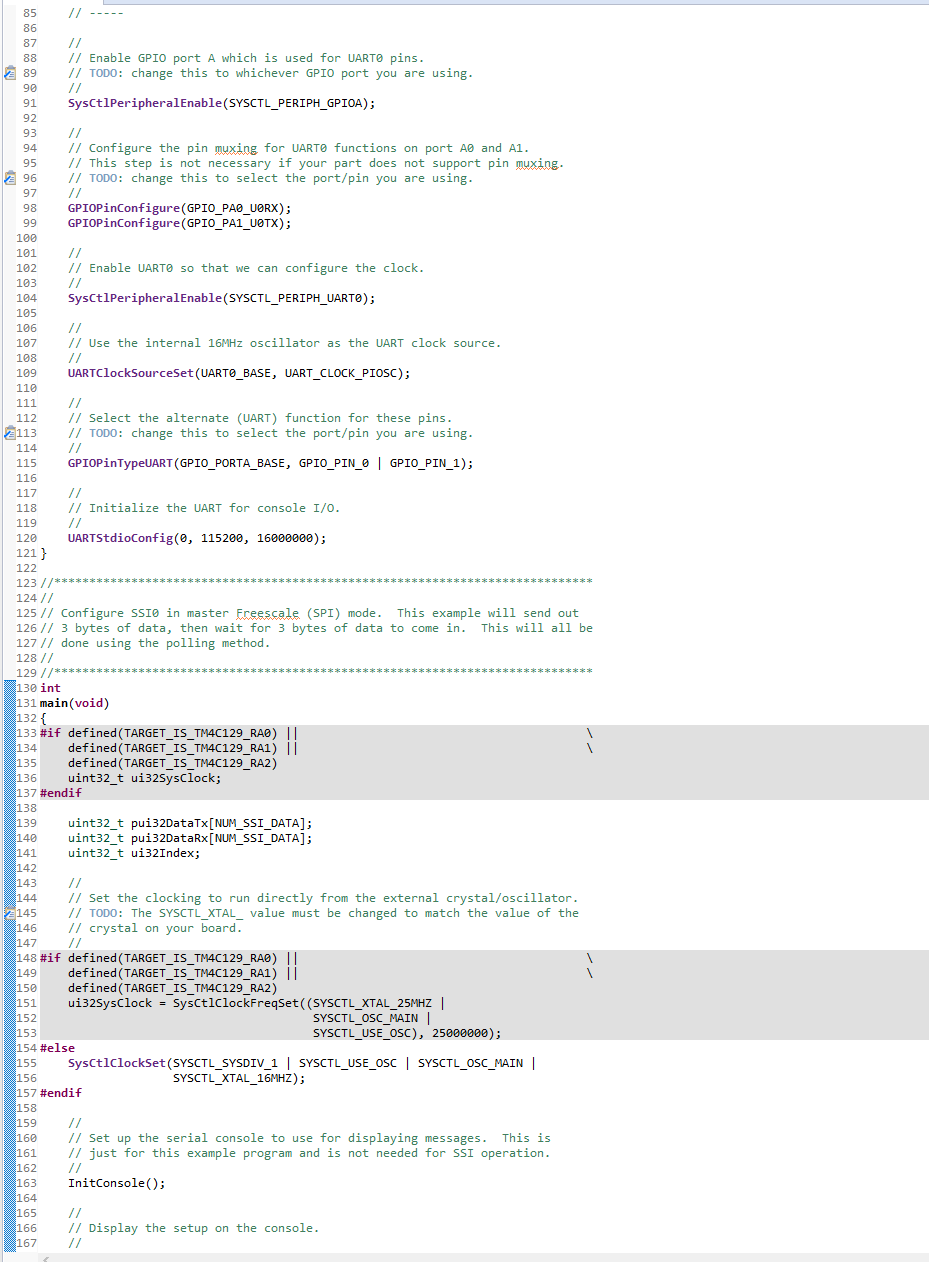 85 // -----
86
87 //
88 // Enable GPIO port A which is used for UART0 pins.
89 // TODO: change this to whichever GPIO port you are using.
90 //
91 SysCtlPeripheralEnable(SYSCTL_PERIPH_GPIOA);
92
93 //
94 // Configure the pin muxing for UART0 functions on port A0 and A1.
95 // This step is not necessary if your part does not support pin muxing.
96 // TODO: change this to select the port/pin you are using.
97 //
98 GPIOPinConfigure(GPIO_PA0_U0RX);
99 GPIOPinConfigure(GPIO_PA1_U0TX);
100
101 //
102 // Enable UART0 so that we can configure the clock.
103 //
104 SysCtlPeripheralEnable(SYSCTL_PERIPH_UART0);
105
106 //
107 // Use the internal 16MHz oscillator as the UART clock source.
108 //
109 UARTClockSourceSet(UART0_BASE, UART_CLOCK_PIOSC);
110
111 //
112 // Select the alternate (UART) function for these pins.
113 // TODO: change this to select the port/pin you are using.
114 //
115 GPIOPinTypeUART(GPIO_PORTA_BASE, GPIO_PIN_0 | GPIO_PIN_1);
116
117 //
118 // Initialize the UART for console I/O.
119 //
120 UARTStdioConfig(0, 115200, 16000000);
121 }
122
123 //*****************************************************************************
124 //
125 // Configure SSI0 in master Freescale (SPI) mode.  This example will send out
126 // 3 bytes of data, then wait for 3 bytes of data to come in.  This will all be
127 // done using the polling method.
128 //
129 //*****************************************************************************
130 int
131 main(void)
132 {
133 #if defined(TARGET_IS_TM4C129_RA0) || \
134 defined(TARGET_IS_TM4C129_RA1) || \
135 defined(TARGET_IS_TM4C129_RA2)
136 uint32_t ui32SysClock;
137 #endif
138
139 uint32_t pui32DataTx[NUM_SSI_DATA];
140 uint32_t pui32DataRx[NUM_SSI_DATA];
141 uint32_t ui32Index;
142
143 //
144 // Set the clocking to run directly from the external crystal/oscillator.
145 // TODO: The SYSCTL_XTAL_ value must be changed to match the value of the
146 // crystal on your board.
147 //
148 #if defined(TARGET_IS_TM4C129_RA0) || \
149 defined(TARGET_IS_TM4C129_RA1) || \
150 defined(TARGET_IS_TM4C129_RA2)
151 ui32SysClock = SysCtlClockFreqSet((SYSCTL_XTAL_25MHZ |
152 SYSCTL_OSC_MAIN |
153 SYSCTL_USE_OSC), 25000000);
154 #else
155 SysCtlClockSet(SYSCTL_SYSDIV_1 | SYSCTL_USE_OSC | SYSCTL_OSC_MAIN |
156 SYSCTL_XTAL_16MHZ);
157 #endif
158
159 //
160 // Set up the serial console to use for displaying messages.  This is
161 // just for this example program and is not needed for SSI operation.
162 //
163 InitConsole();
164
165 //
166 // Display the setup on the console.
167 //